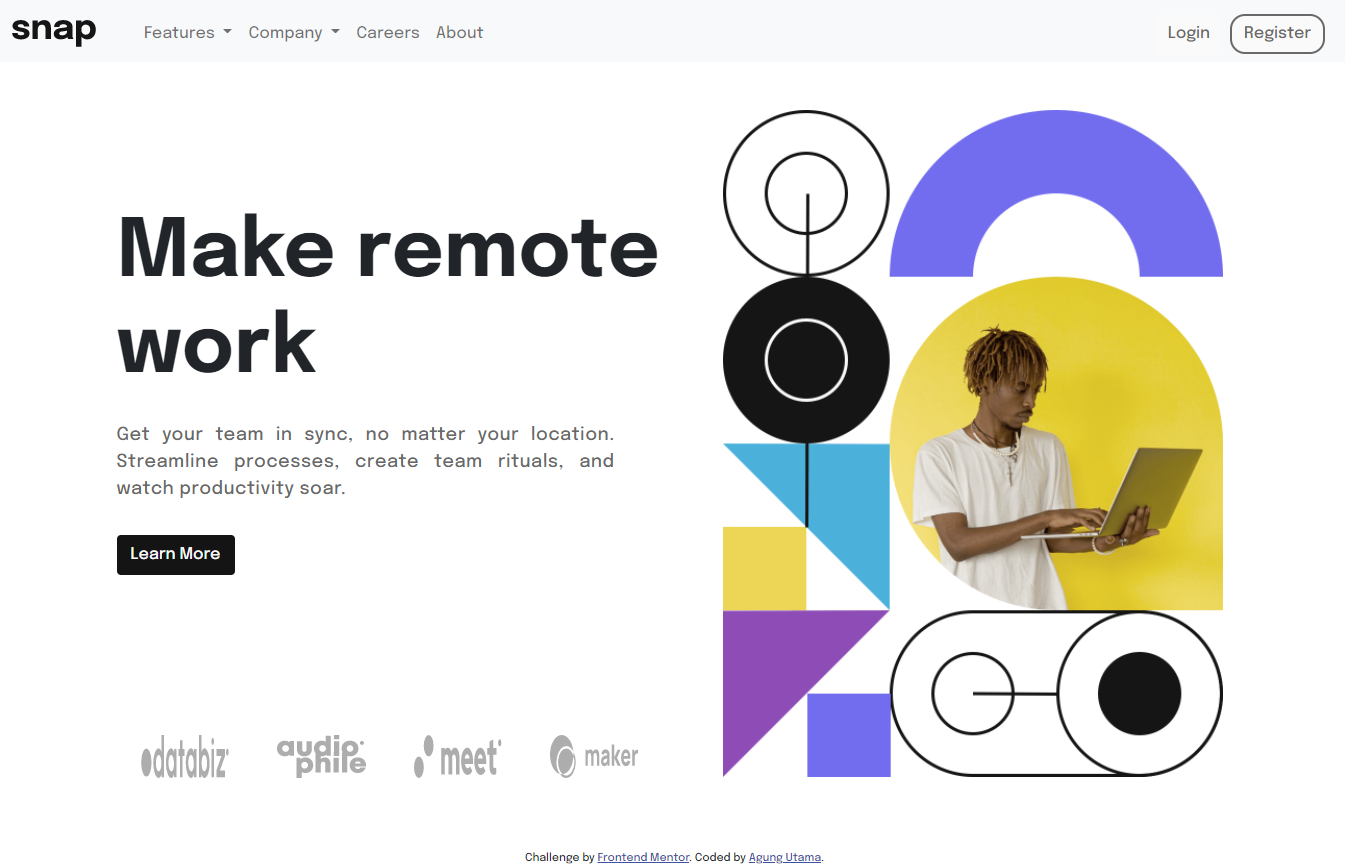 snap
Features
Company
Careers
About
Login
Register
Make remote
work
Get your team in sync, no matter your location.
Streamline processes, create team rituals, and
watch productivity soar.
Learn More
databiz
audio
phile
meet
maker
Challenge by Frontend Mentor. Coded by Agung Utama.